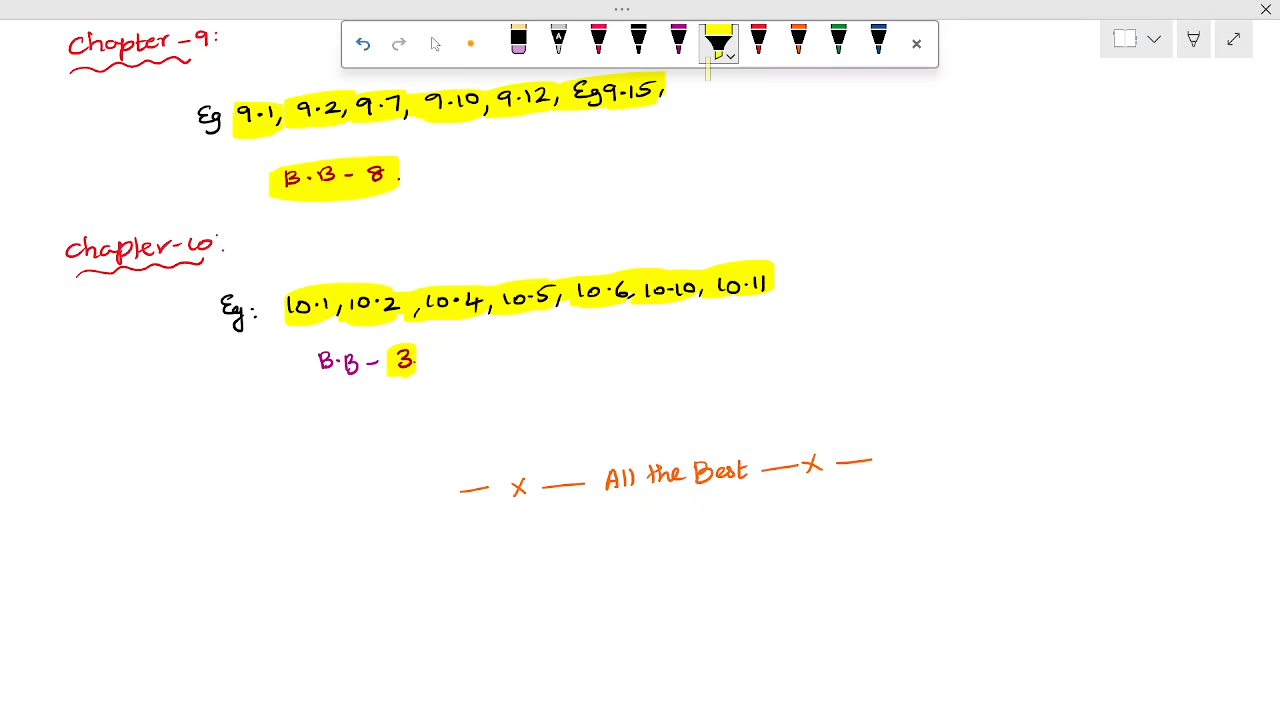 Chapter-9:
Eg 9.1, 9.2, 9.7, 9.10, 9.12, Eg 9.15,
B.B - 8.
Chapter-10:
Eg: 10.1, 10.2, 10.4, 10.5, 10.6, 10.10, 10.11
B.B - 3.
— x — All the Best — x —